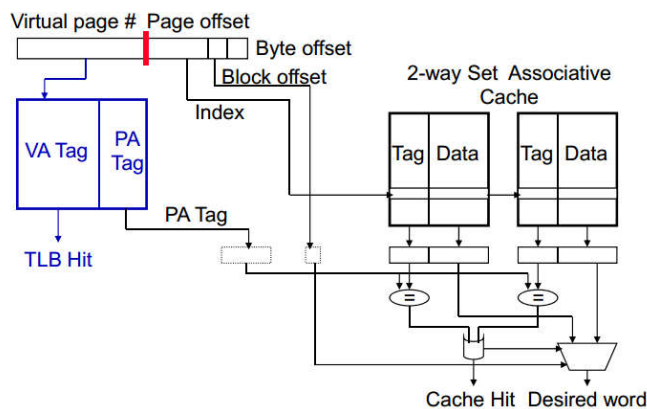 Virtual page # Page offset
Byte offset
Block offset
2-way Set Associative
Cache
Index
VA Tag
PA
Tag
Tag Data
Tag Data
PA Tag
TLB Hit
=
=
Cache Hit Desired word